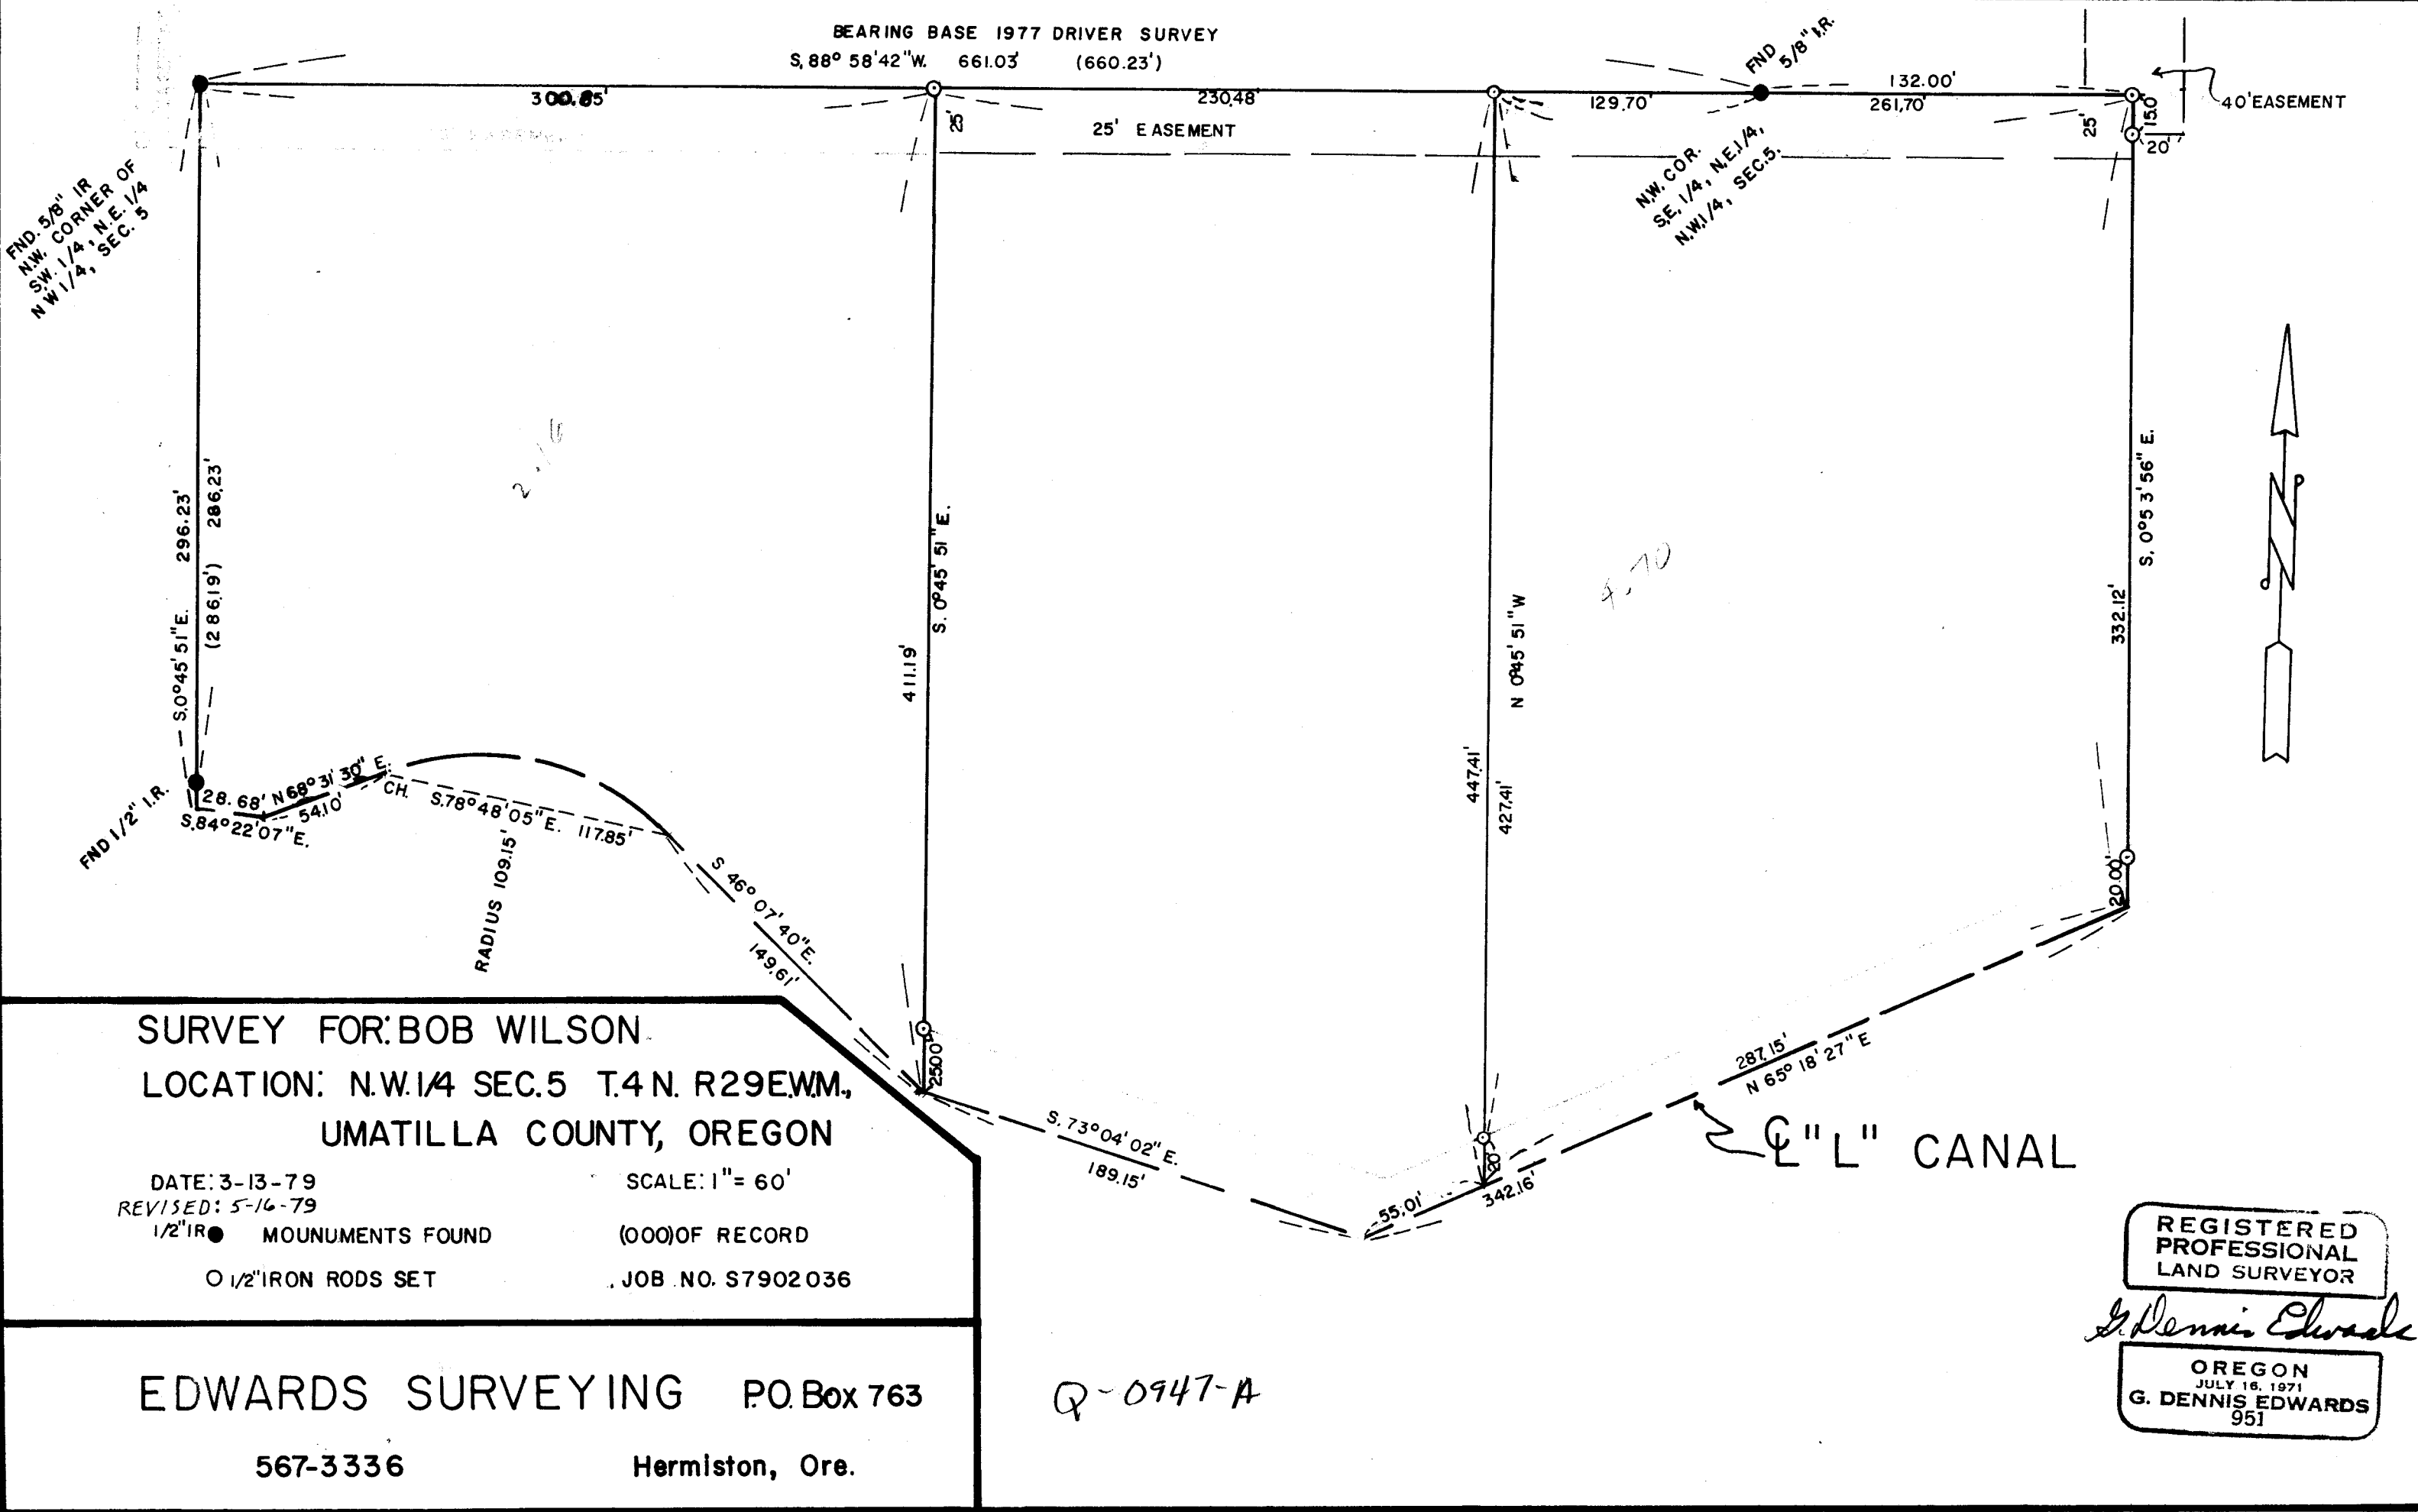 BEARING BASE 1977 DRIVER SURVEY
S. 88° 58' 42" W. 661.03' (660.23')
300.85'
230.48'
129.70'
FND 5/8" I.R.
132.00'
261.70'
40' EASEMENT
25'
25' EASEMENT
25'
15.0'
20'
FND. 5/8" IR
N.W. CORNER OF
SW. 1/4, N.E. 1/4
N W 1/4, SEC. 5
N.W. COR.
S.E. 1/4, N.E. 1/4,
N.W. 1/4, SEC. 5.
S. 0° 45' 51" E. 296.23'
(286.19') 286.23'
2.16
411.19'
S. 0° 45' 51" E.
447.41'
427.41'
N 0° 45' 51" W
4.70
332.12'
S. 0° 53' 56" E.
N
FND 1/2" I.R.
28.68'
S. 84° 22' 07" E.
N 68° 31' 30" E.
54.10'
CH. S. 78° 48' 05" E. 117.85'
RADIUS 109.15'
S 46° 07' 40" E.
149.61'
25.00'
S. 73° 04' 02" E.
189.15'
20'
55.01'
342.16'
287.15'
N 65° 18' 27" E
20.00'
℄ "L" CANAL
SURVEY FOR: BOB WILSON
LOCATION: N.W. 1/4 SEC. 5 T.4 N. R29E.W.M.,
UMATILLA COUNTY, OREGON
DATE: 3-13-79 SCALE: 1" = 60'
REVISED: 5-16-79
1/2" IR ● MOUNUMENTS FOUND (000) OF RECORD
O 1/2" IRON RODS SET JOB NO. S7902036
EDWARDS SURVEYING P.O. Box 763
567-3336 Hermiston, Ore.
Q-0947-A
REGISTERED
PROFESSIONAL
LAND SURVEYOR
G. Dennis Edwards
OREGON
JULY 16, 1971
G. DENNIS EDWARDS
951